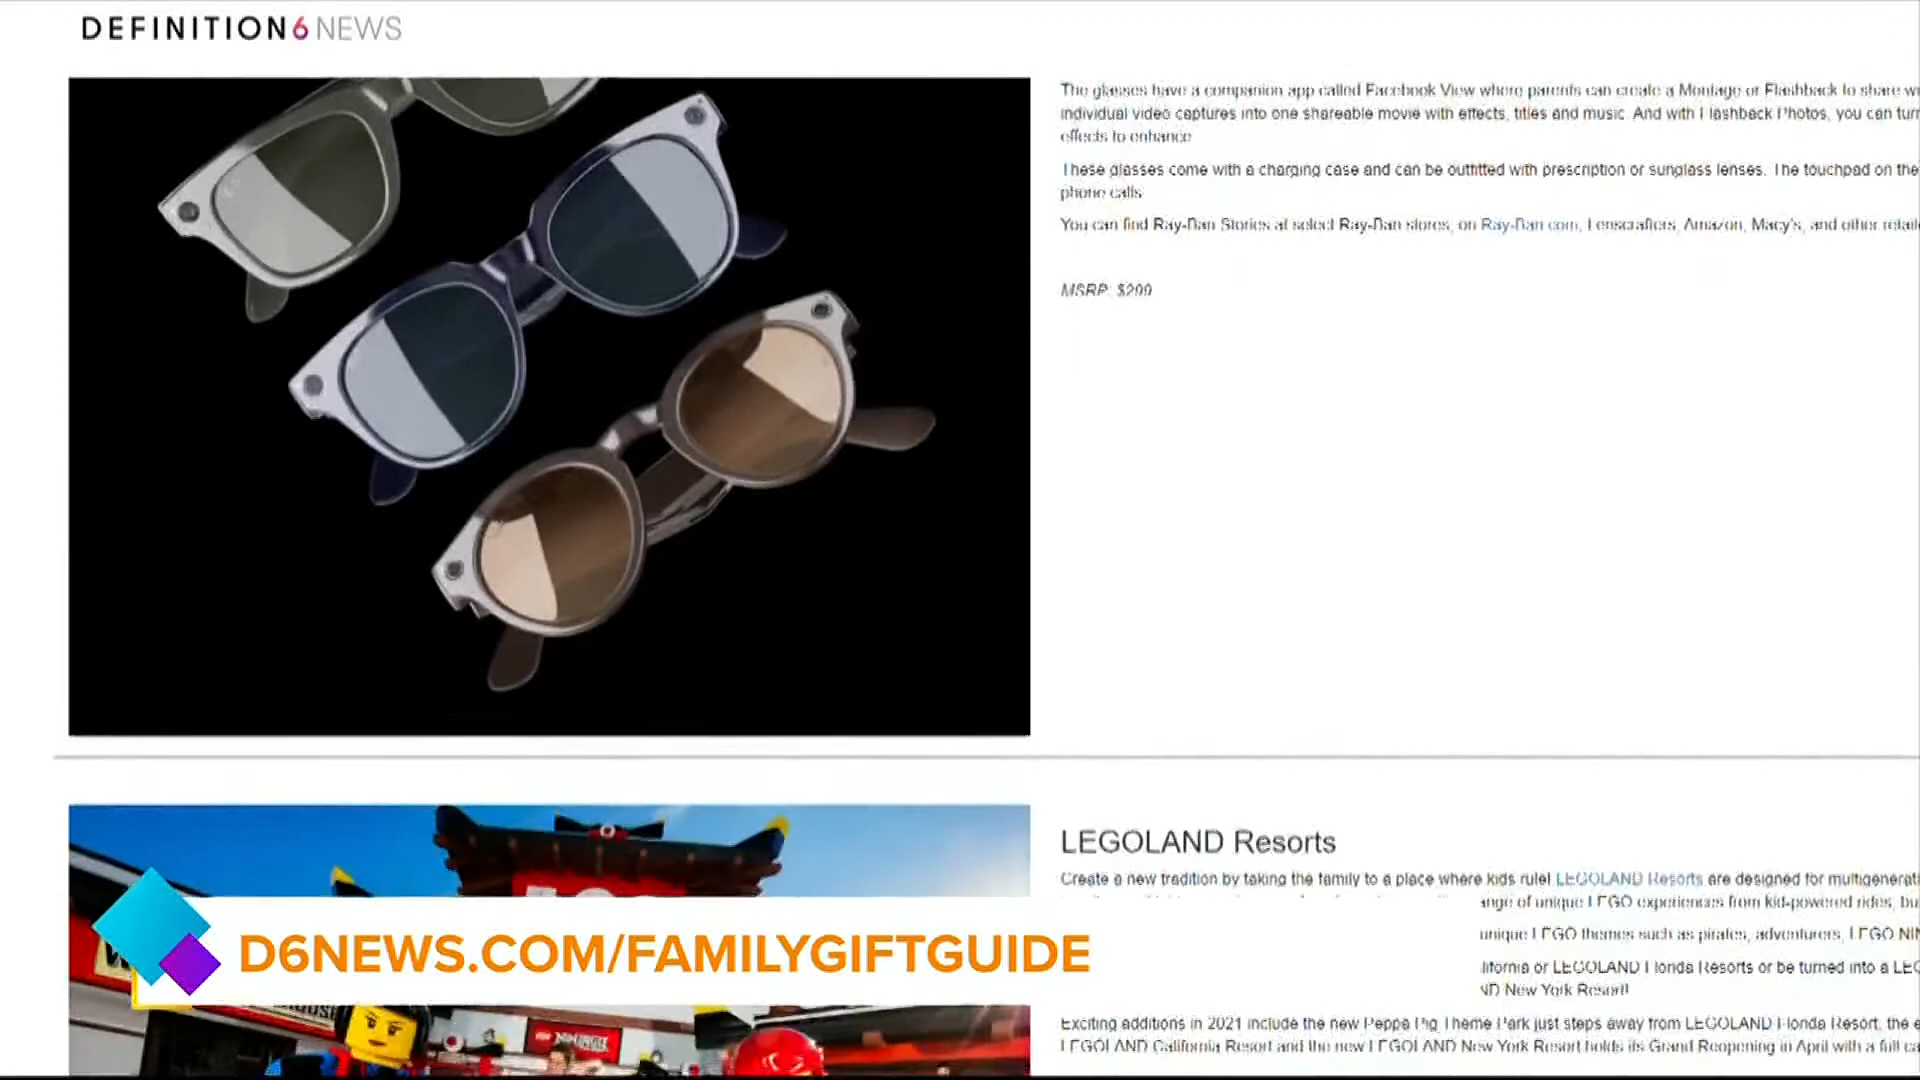 DEFINITION6 NEWS
The glasses have a companion app called Facebook View where parents can create a Montage or Flashback to share
individual video captures into one shareable movie with effects, titles and music. And with Flashback Photos, you can turn
effects to enhance
These glasses come with a charging case and can be outfitted with prescription or sunglass lenses. The touchpad on the
phone calls
You can find Ray-Ban Stories at select Ray-Ban stores, on Ray-Ban.com, Lenscrafters, Amazon, Macy's, and other
MSRP: $299
LEGOLAND Resorts
Create a new tradition by taking the family to a place where kids rule! LEGOLAND Resorts are designed for
ange of unique LEGO experiences from kid-powered rides,
unique LEGO themes such as pirates, adventurers, LEGO
lifornia or LEGOLAND Florida Resorts or be turned into a
ND New York Resort!
Exciting additions in 2021 include the new Peppa Pig Theme Park just steps away from LEGOLAND Florida Resort, the
LEGOLAND California Resort and the new LEGOLAND New York Resort holds its Grand Reopening in April with a full
D6NEWS.COM/FAMILYGIFTGUIDE
NINJAGO